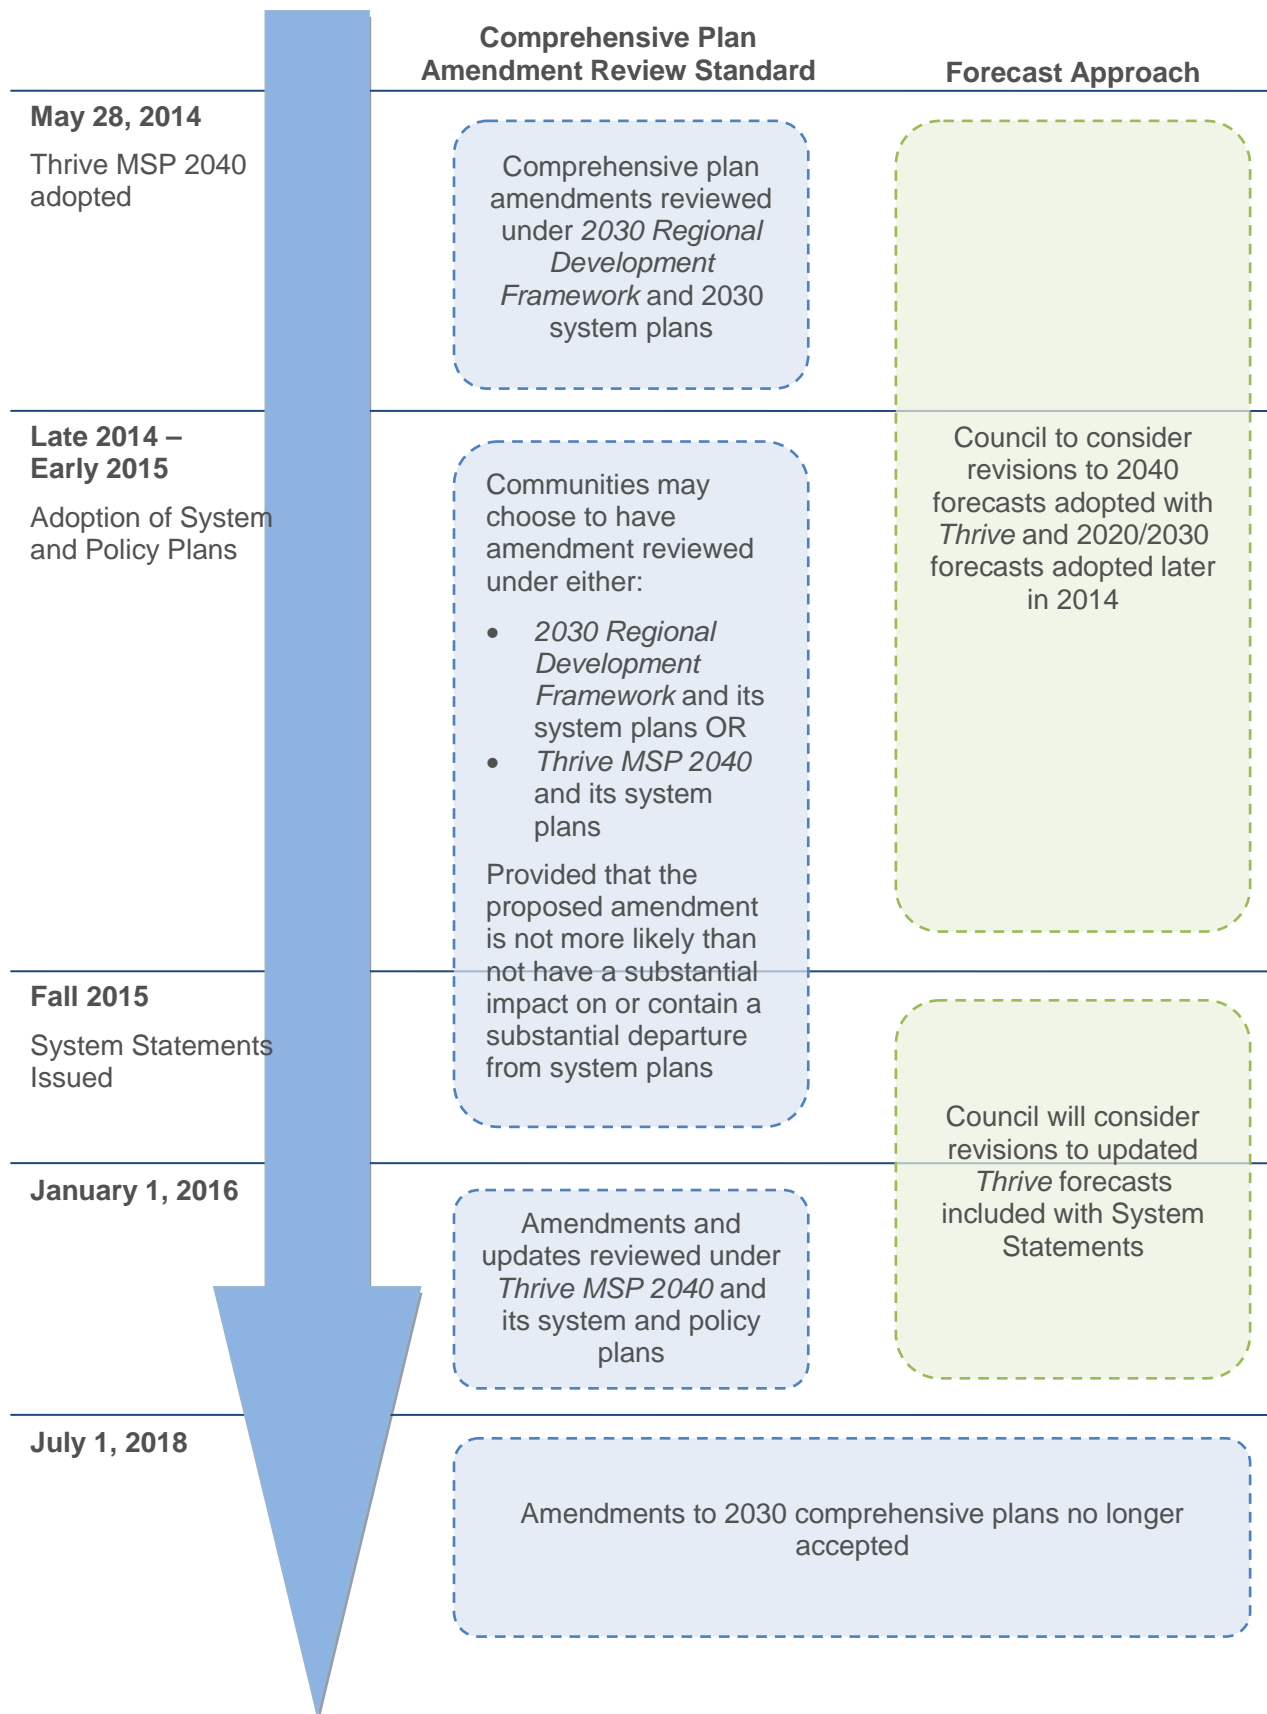 Comprehensive Plan
Amendment Review Standard
Forecast Approach
May 28, 2014
Thrive MSP 2040
adopted
Comprehensive plan
amendments reviewed
under 2030 Regional
Development
Framework and 2030
system plans
Late 2014 –
Early 2015
Adoption of System
and Policy Plans
Communities may
choose to have
amendment reviewed
under either:
• 2030 Regional
Development
Framework and its
system plans OR
• Thrive MSP 2040
and its system
plans
Provided that the
proposed amendment
is not more likely than
not have a substantial
impact on or contain a
substantial departure
from system plans
Council to consider
revisions to 2040
forecasts adopted with
Thrive and 2020/2030
forecasts adopted later
in 2014
Fall 2015
System Statements
Issued
Council will consider
revisions to updated
Thrive forecasts
included with System
Statements
January 1, 2016
Amendments and
updates reviewed under
Thrive MSP 2040 and
its system and policy
plans
July 1, 2018
Amendments to 2030 comprehensive plans no longer
accepted